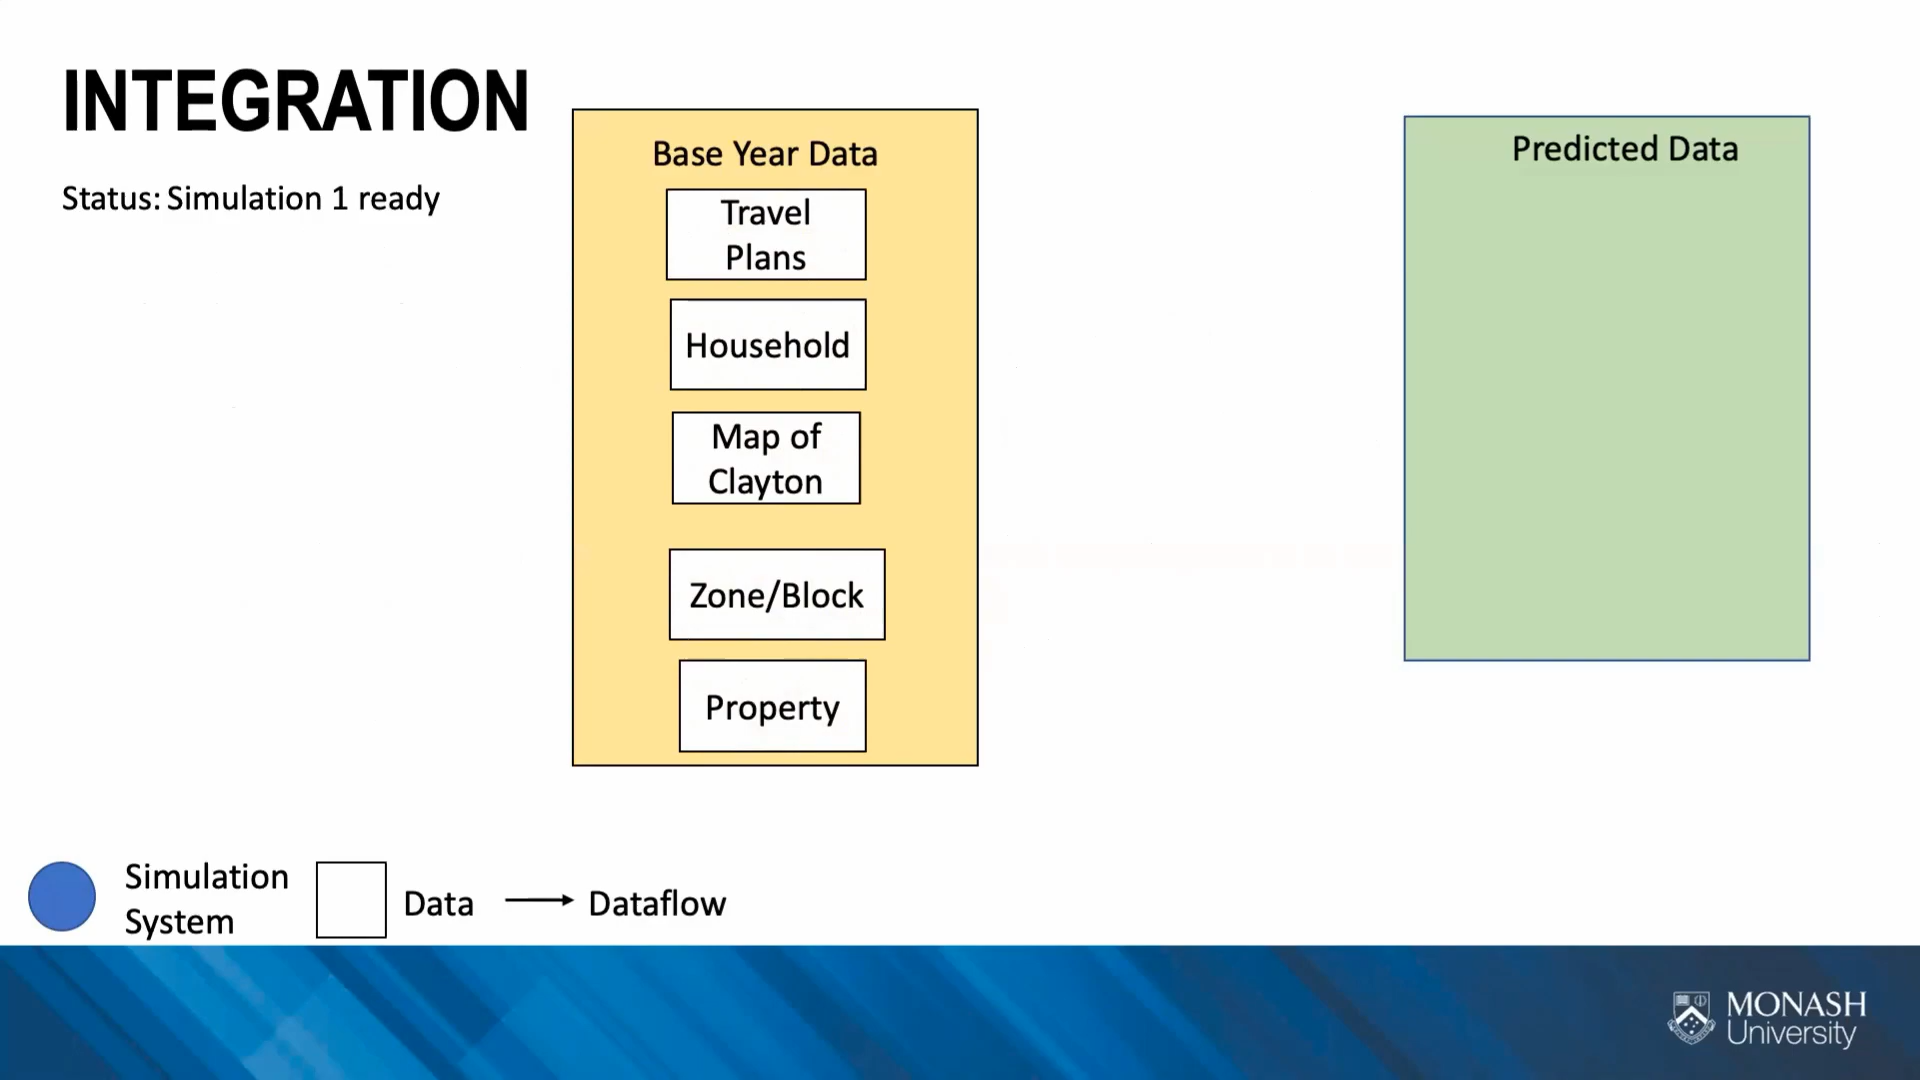 INTEGRATION
Status: Simulation 1 ready
Base Year Data
Travel
Plans
Household
Map of
Clayton
Zone/Block
Property
Predicted Data
Simulation
System
Data
Dataflow
MONASH
University